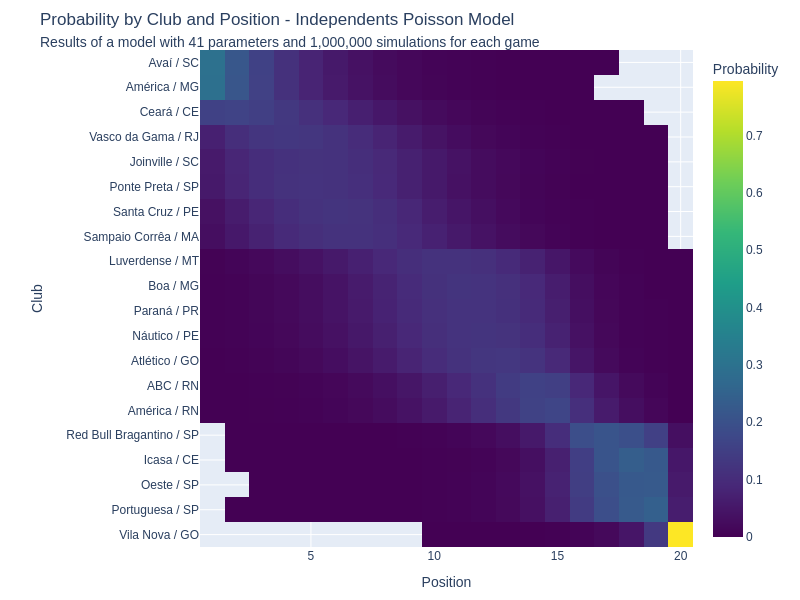 Probability by Club and Position - Independents Poisson Model
Results of a model with 41 parameters and 1,000,000 simulations for each game
Probability
Club
Avaí / SC
América / MG
Ceará / CE
Vasco da Gama / RJ
Joinville / SC
Ponte Preta / SP
Santa Cruz / PE
Sampaio Corrêa / MA
Luverdense / MT
Boa / MG
Paraná / PR
Náutico / PE
Atlético / GO
ABC / RN
América / RN
Red Bull Bragantino / SP
Icasa / CE
Oeste / SP
Portuguesa / SP
Vila Nova / GO
5
10
15
20
Position
0.7
0.6
0.5
0.4
0.3
0.2
0.1
0